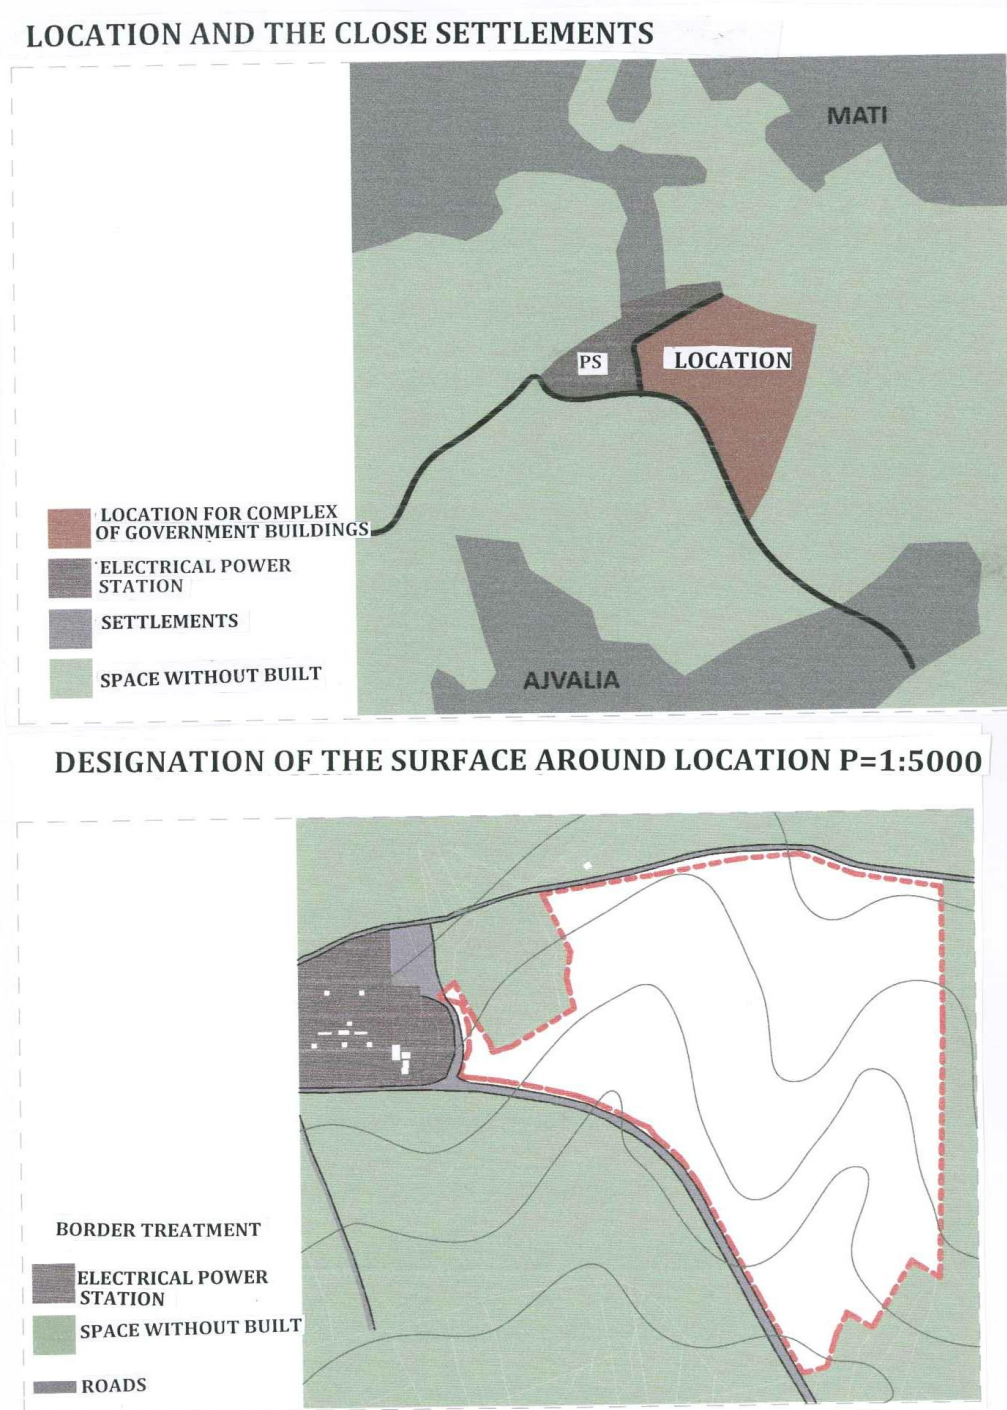 LOCATION AND THE CLOSE SETTLEMENTS
MATI
PS
LOCATION
LOCATION FOR COMPLEX
OF GOVERNMENT BUILDINGS
ELECTRICAL POWER
STATION
SETTLEMENTS
SPACE WITHOUT BUILT
AJVALIA
DESIGNATION OF THE SURFACE AROUND LOCATION P=1:5000
BORDER TREATMENT
ELECTRICAL POWER
STATION
SPACE WITHOUT BUILT
ROADS